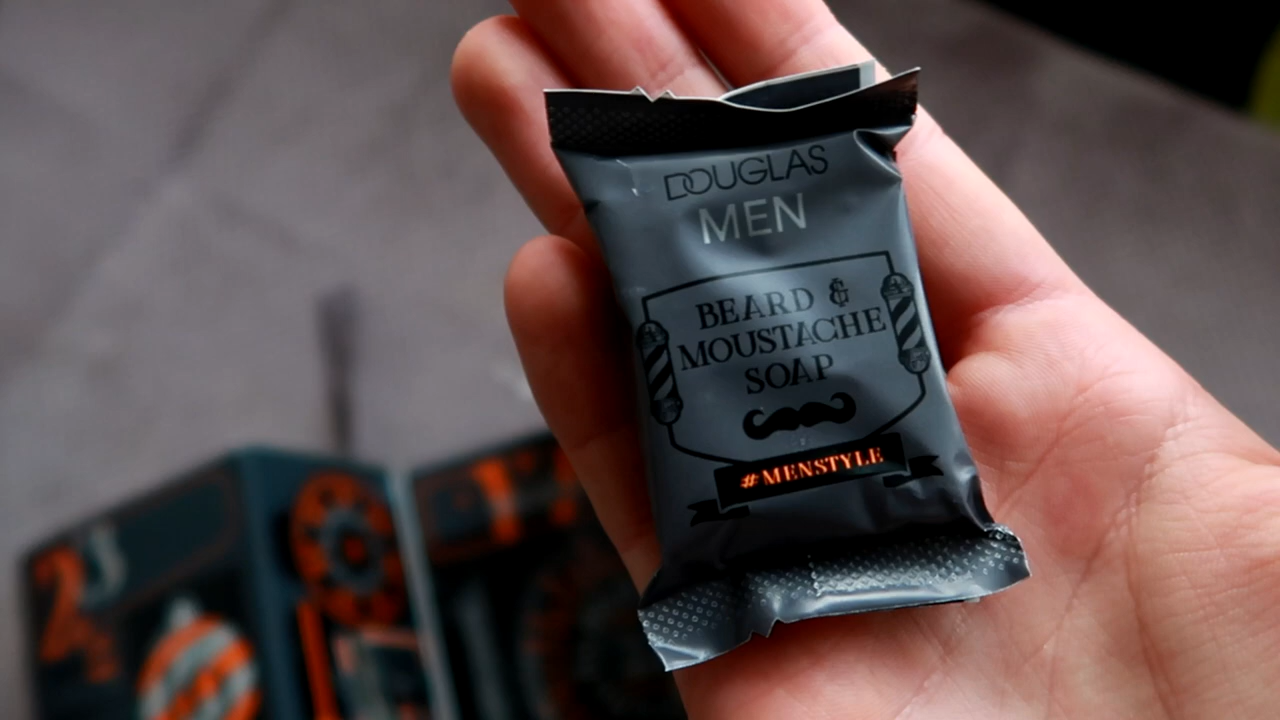 DOUGLAS
MEN
BEARD &
MOUSTACHE
SOAP
#MENSTYLE